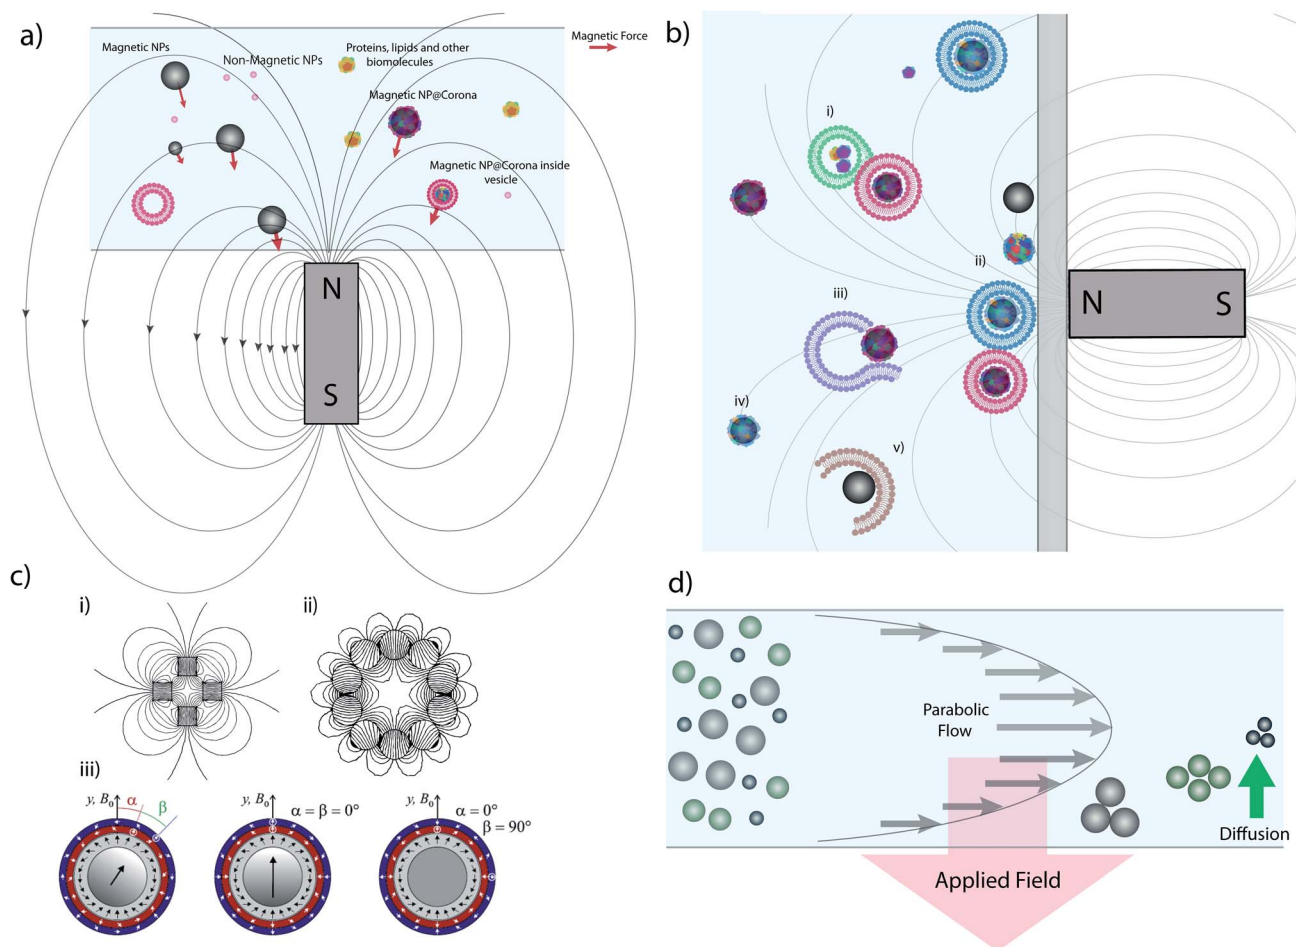 a)
Magnetic NPs
Non-Magnetic NPs
Proteins, lipids and other
biomolecules
Magnetic Force
Magnetic NP@Corona
Magnetic NP@Corona inside
vesicle
N
S
b)
i)
ii)
iii)
iv)
v)
N
S
c)
i)
ii)
iii)
y, B₀
α
β
y, B₀
α = β = 0°
y, B₀
α = 0°
β = 90°
d)
Parabolic
Flow
Applied Field
Diffusion